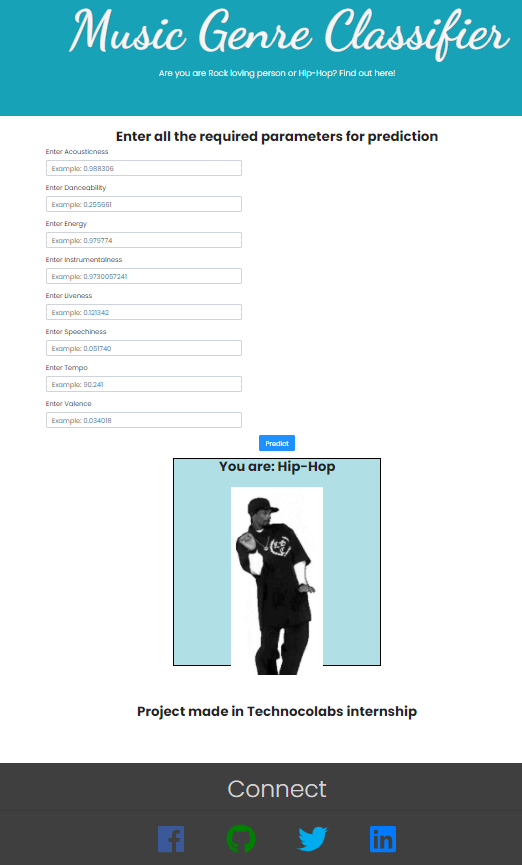 Music Genre Classifier
Are you are Rock loving person or Hip-Hop? Find out here!
Enter all the required parameters for prediction
Enter Acousticness
Example: 0.988306
Enter Danceability
Example: 0.255661
Enter Energy
Example: 0.979774
Enter Instrumentalness
Example: 0.9730057241
Enter Liveness
Example: 0.121342
Enter Speechiness
Example: 0.051740
Enter Tempo
Example: 90.241
Enter Valence
Example: 0.034018
Predict
You are: Hip-Hop
Project made in Technocolabs internship
Connect